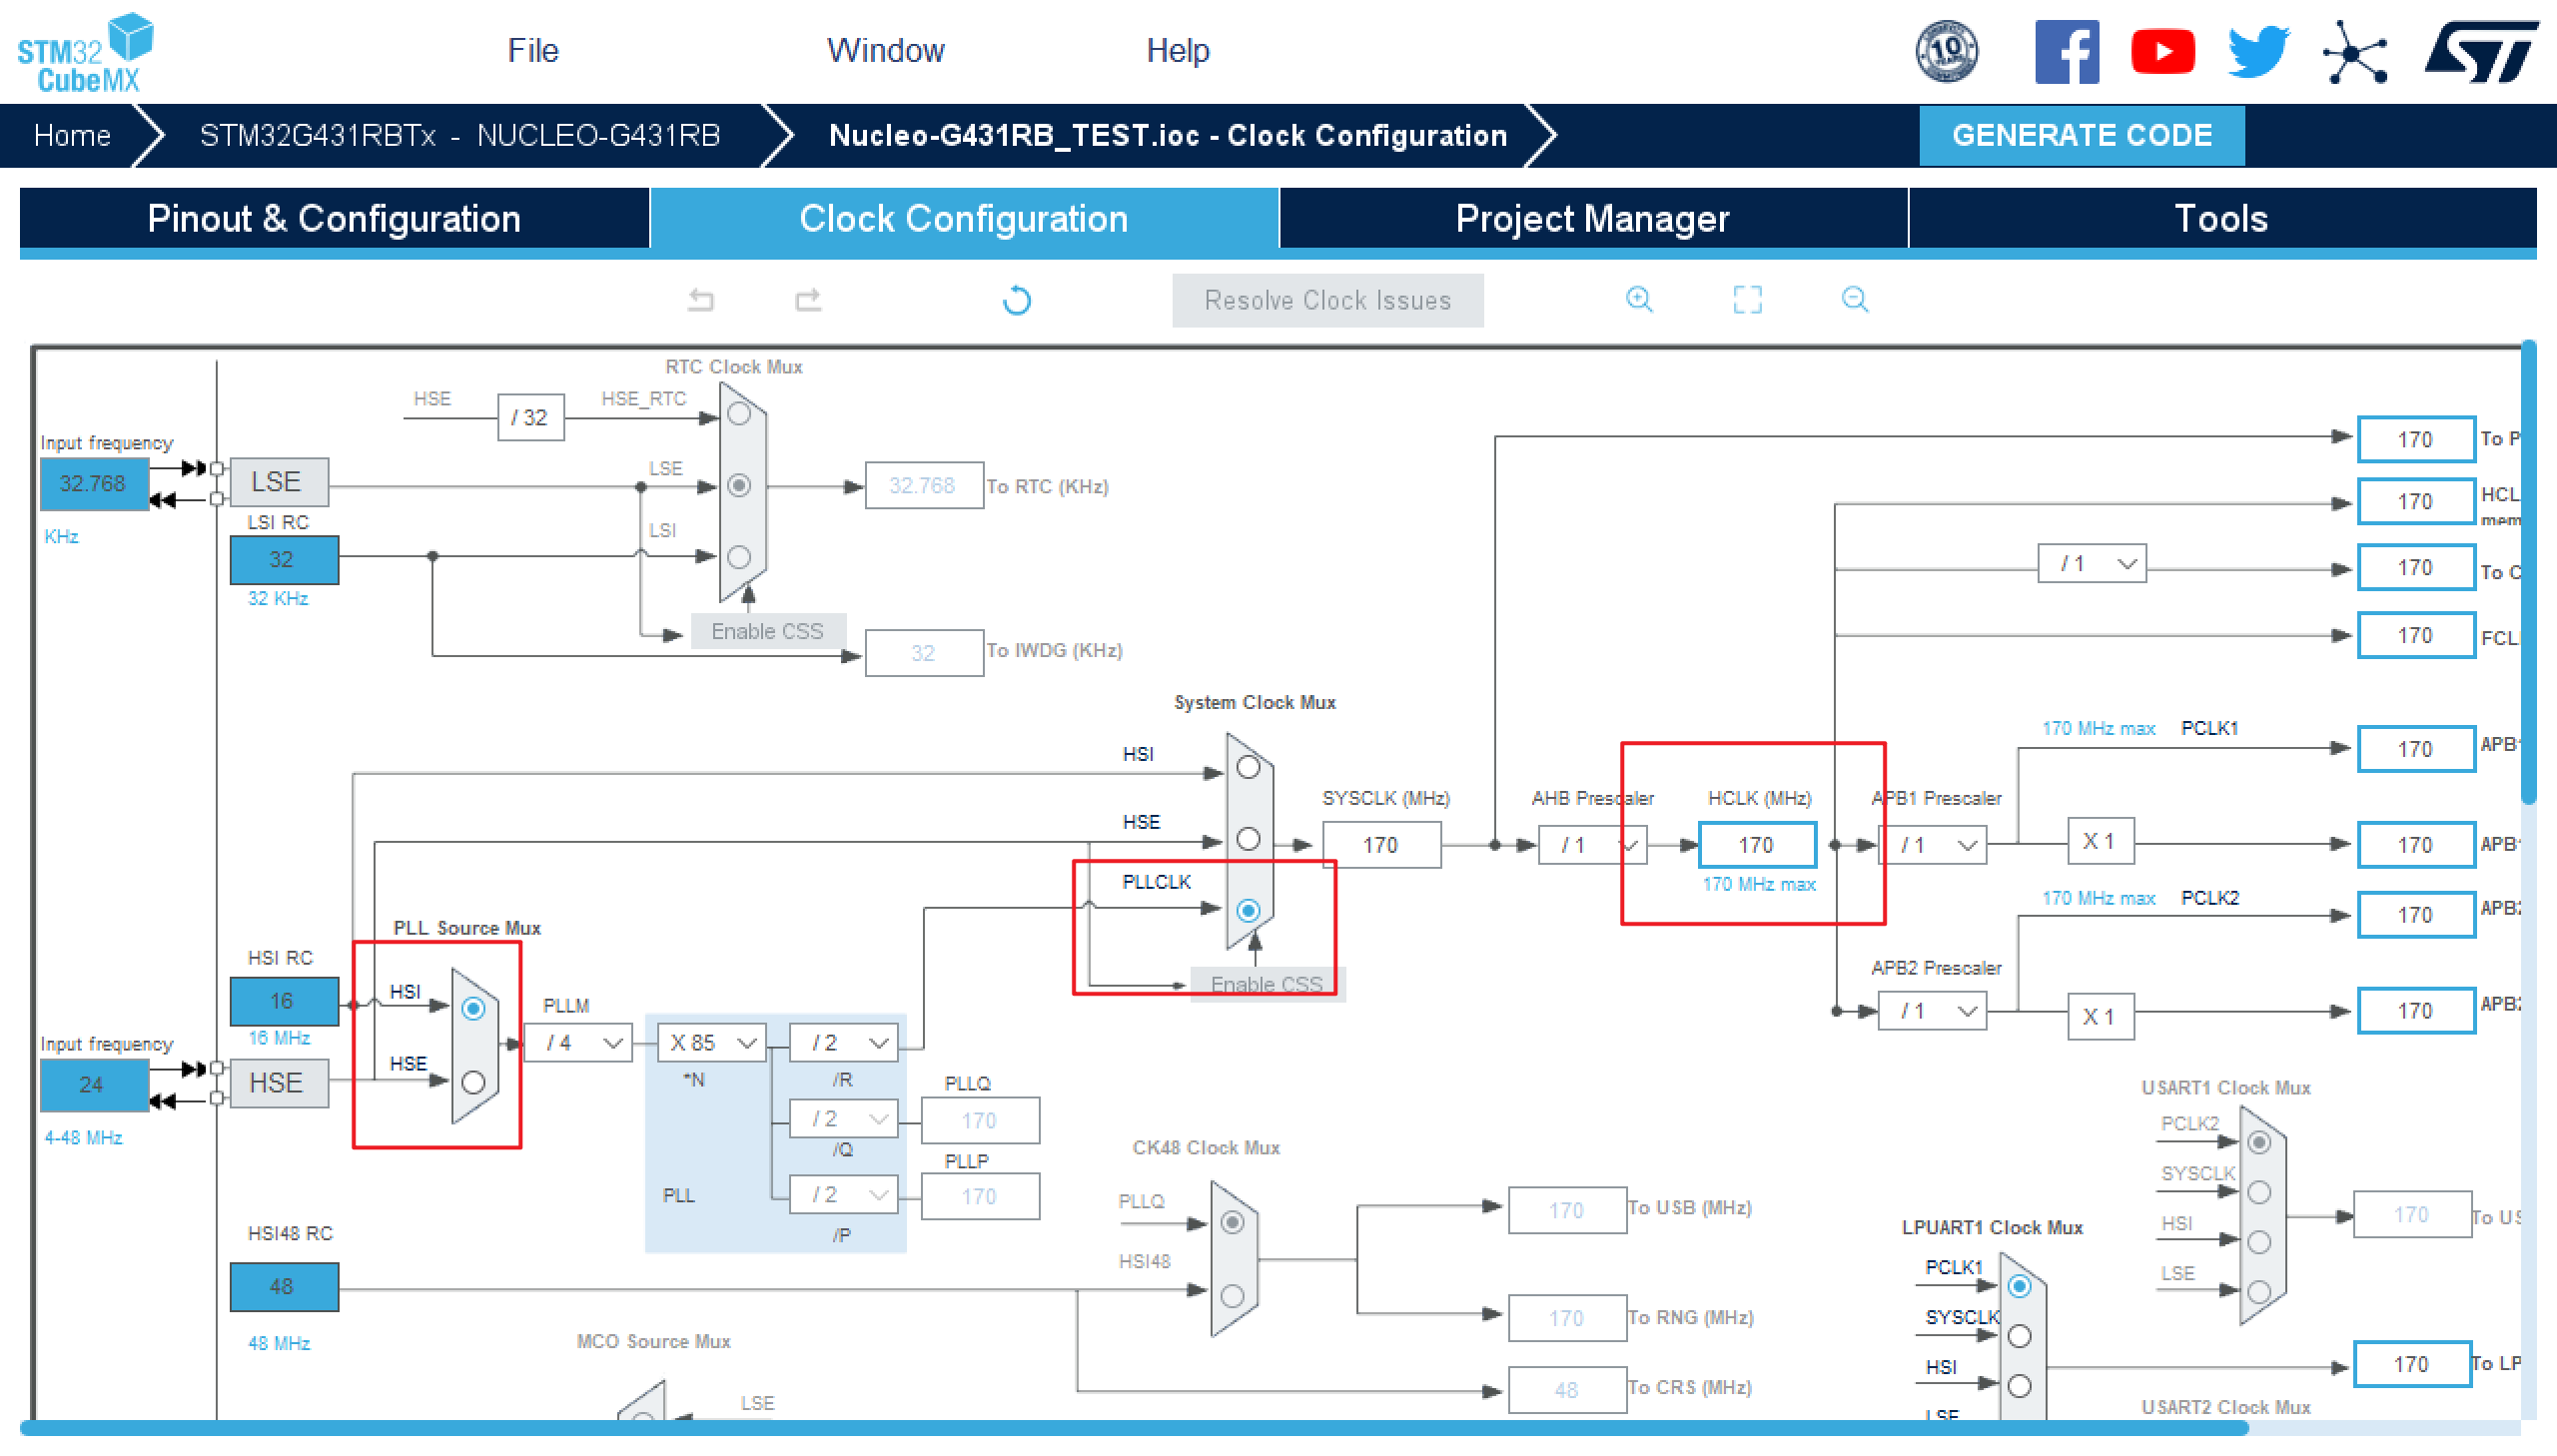 STM32
CubeMX
File
Window
Help
10
YEARS
ST
Home
STM32G431RBTx - NUCLEO-G431RB
Nucleo-G431RB_TEST.ioc - Clock Configuration
GENERATE CODE
Pinout & Configuration
Clock Configuration
Project Manager
Tools
Resolve Clock Issues
RTC Clock Mux
HSE
/ 32
HSE_RTC
Input frequency
32.768
KHz
LSE
LSE
32.768
To RTC (KHz)
LSI RC
32
32 KHz
LSI
Enable CSS
32
To IWDG (KHz)
170
To P
170
HCL
mem
/ 1
170
To C
170
FCL
System Clock Mux
HSI
HSE
PLLCLK
Enable CSS
SYSCLK (MHz)
170
AHB Prescaler
/ 1
HCLK (MHz)
170
170 MHz max
APB1 Prescaler
/ 1
170 MHz max
PCLK1
170
APB1
X 1
170
APB1
170 MHz max
PCLK2
170
APB2
APB2 Prescaler
/ 1
X 1
170
APB2
PLL Source Mux
HSI RC
16
16 MHz
HSI
HSE
Input frequency
24
4-48 MHz
HSE
PLLM
/ 4
X 85
*N
/ 2
/R
/ 2
/Q
/ 2
/P
PLL
PLLQ
170
PLLP
170
HSI48 RC
48
48 MHz
CK48 Clock Mux
PLLQ
HSI48
170
To USB (MHz)
170
To RNG (MHz)
48
To CRS (MHz)
MCO Source Mux
LSE
USART1 Clock Mux
PCLK2
SYSCLK
HSI
LSE
170
To US
LPUART1 Clock Mux
PCLK1
SYSCLK
HSI
LSE
170
To LP
USART2 Clock Mux